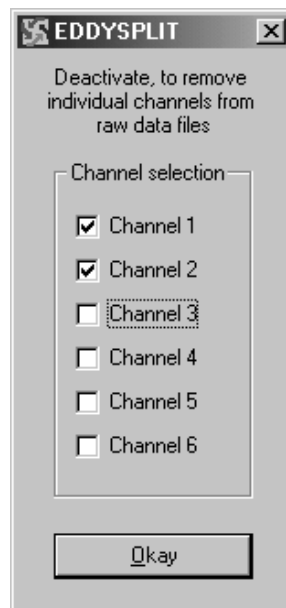 EDDYSPLIT
Deactivate, to remove
individual channels from
raw data files
Channel selection
Channel 1
Channel 2
Channel 3
Channel 4
Channel 5
Channel 6
Okay